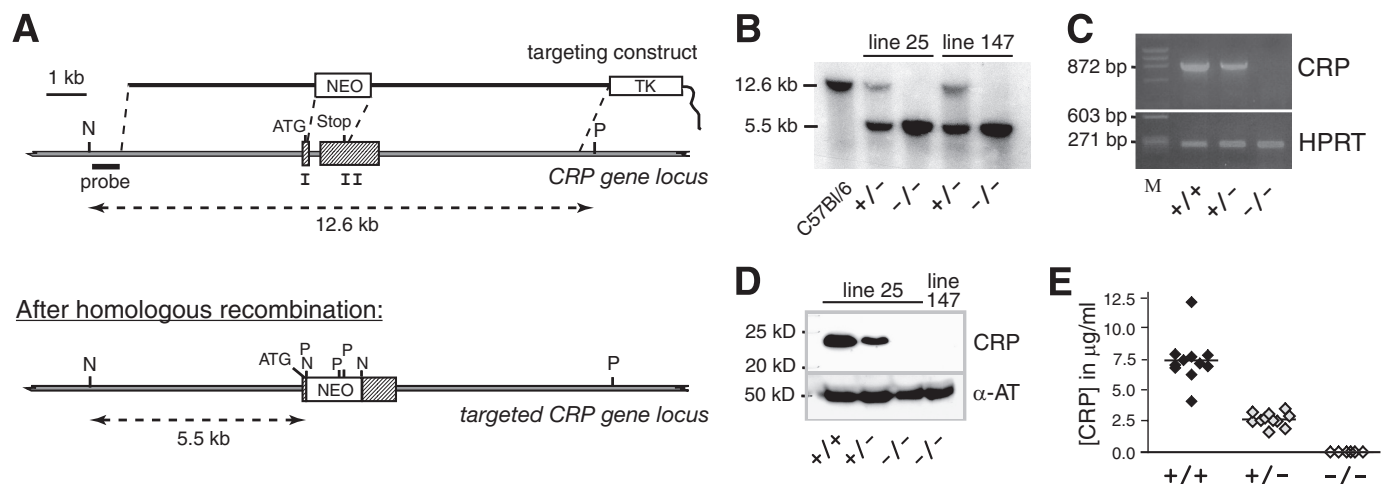 A
targeting construct
1 kb
NEO
TK
N
ATG
Stop
P
probe
I
II
CRP gene locus
12.6 kb
After homologous recombination:
N
ATG
P
N
P
P
N
P
NEO
targeted CRP gene locus
5.5 kb
B
line 25 line 147
12.6 kb
5.5 kb
C57Bl/6 +/− −/− +/− −/−
C
872 bp
CRP
603 bp
271 bp
HPRT
M +/+ +/− −/−
D
line 25
line
147
25 kD
CRP
20 kD
50 kD
α-AT
+/+ +/− −/− −/−
E
[CRP] in µg/ml
12.5
10.0
7.5
5.0
2.5
0.0
+/+ +/− −/−